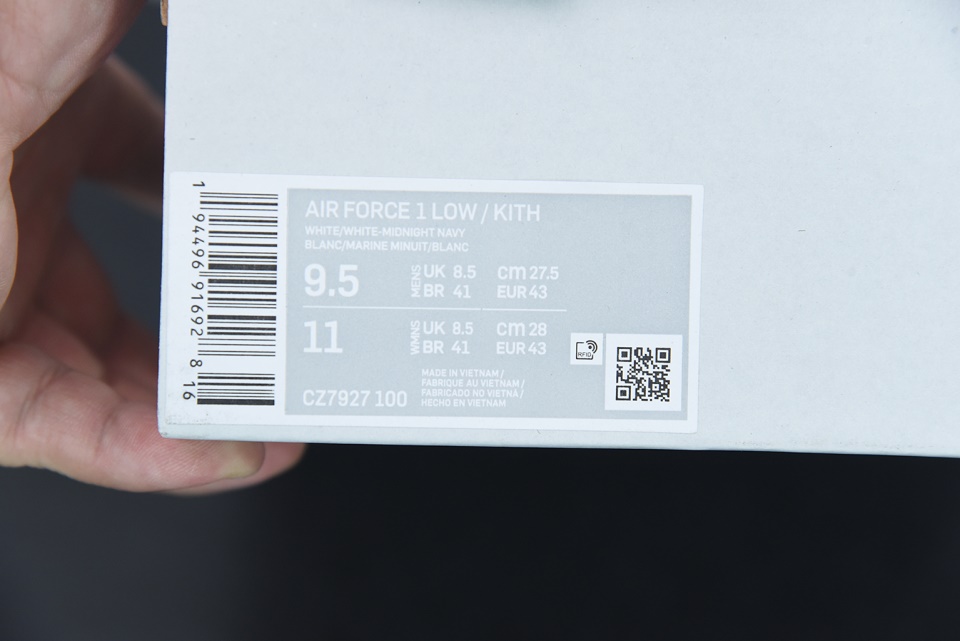 1 94496 91692 8 16
AIR FORCE 1 LOW / KITH
WHITE/WHITE-MIDNIGHT NAVY
BLANC/MARINE MINUIT/BLANC
9.5 MENS UK 8.5 cm 27.5
BR 41 EUR 43
11 WMNS UK 8.5 cm 28
BR 41 EUR 43
RFID
MADE IN VIETNAM /
FABRIQUE AU VIETNAM /
FABRICADO NO VIETNÃ /
HECHO EN VIETNAM
CZ7927 100